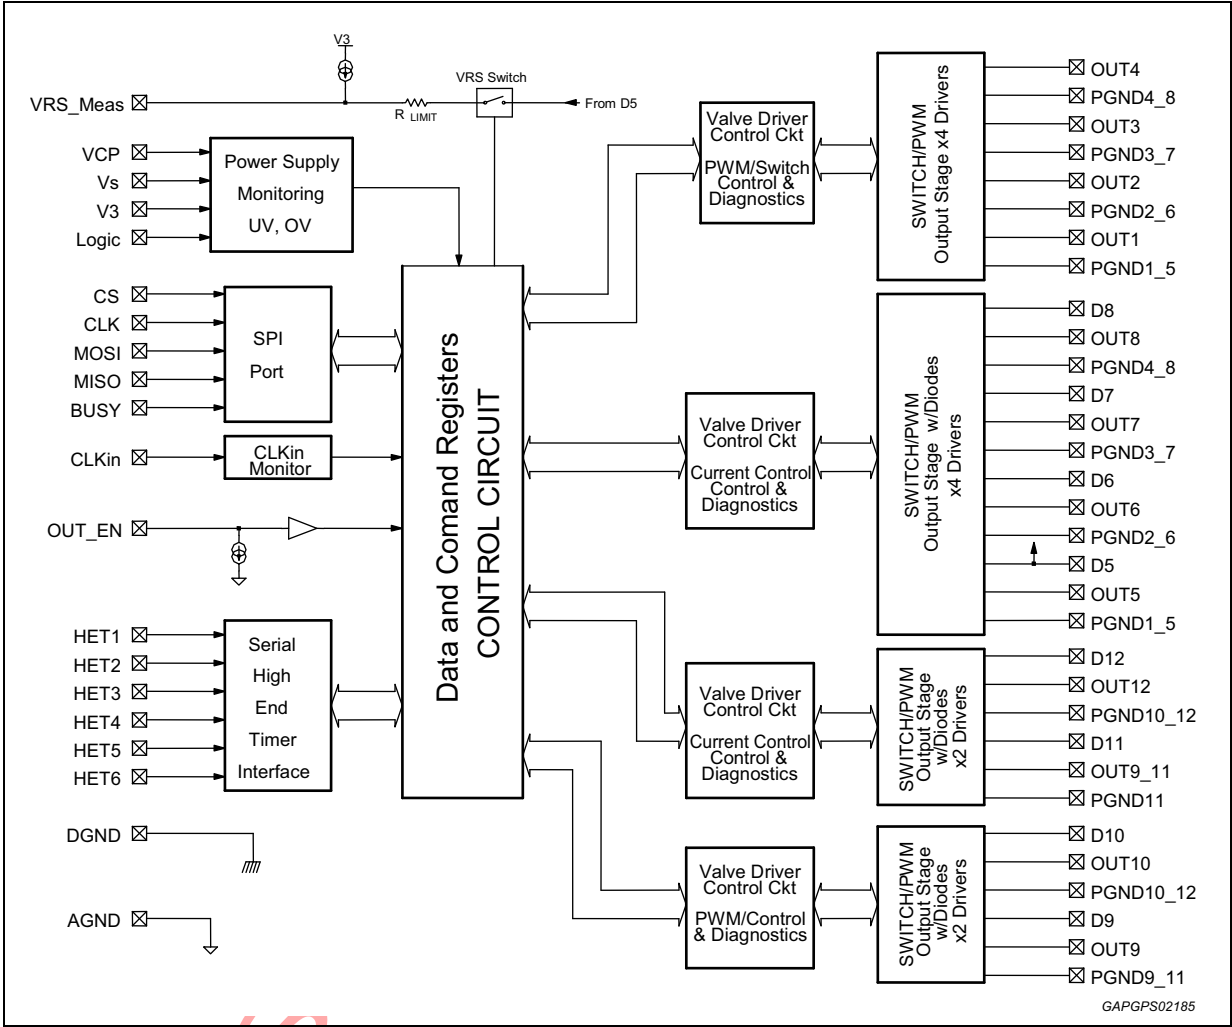 V3
VRS Switch
VRS_Meas
R LIMIT
From D5
VCP
Vs
V3
Logic
Power Supply
Monitoring
UV, OV
CS
CLK
MOSI
MISO
BUSY
SPI
Port
CLKin
CLKin
Monitor
OUT_EN
HET1
HET2
HET3
HET4
HET5
HET6
Serial
High
End
Timer
Interface
DGND
AGND
Data and Comand Registers
CONTROL CIRCUIT
Valve Driver
Control Ckt
PWM/Switch
Control &
Diagnostics
SWITCH/PWM
Output Stage x4 Drivers
OUT4
PGND4_8
OUT3
PGND3_7
OUT2
PGND2_6
OUT1
PGND1_5
Valve Driver
Control Ckt
Current Control
Control &
Diagnostics
SWITCH/PWM
Output Stage w/Diodes
x4 Drivers
D8
OUT8
PGND4_8
D7
OUT7
PGND3_7
D6
OUT6
PGND2_6
D5
OUT5
PGND1_5
Valve Driver
Control Ckt
Current Control
Control &
Diagnostics
SWITCH/PWM
Output Stage
w/Diodes
x2 Drivers
D12
OUT12
PGND10_12
D11
OUT9_11
PGND11
Valve Driver
Control Ckt
PWM/Control
& Diagnostics
SWITCH/PWM
Output Stage
w/Diodes
x2 Drivers
D10
OUT10
PGND10_12
D9
OUT9
PGND9_11
GAPGPS02185